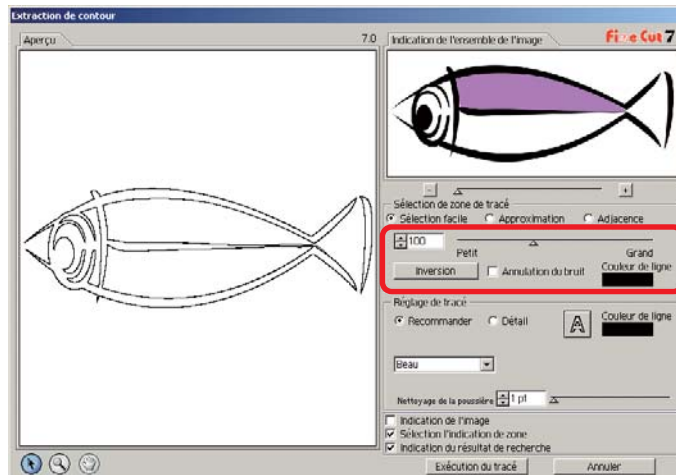 Extraction de contour
Aperçu 7.0
Indication de l'ensemble de l'image
Fine Cut 7
- +
Sélection de zone de tracé
Sélection facile Approximation Adjacence
100
Petit Grand
Inversion Annulation du bruit Couleur de ligne
Réglage de tracé
Recommander Détail A Couleur de ligne
Beau
Nettoyage de la poussière 1 pt
Indication de l'image
Sélection l'indication de zone
Indication du résultat de recherche
Exécution du tracé Annuler